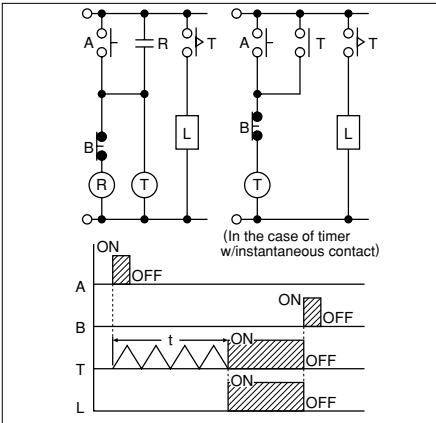 A R T A T T
B L B L
R T T
(In the case of timer
w/instantaneous contact)
ON
OFF
A
ON
OFF
B
t ON
OFF
T
ON
OFF
L